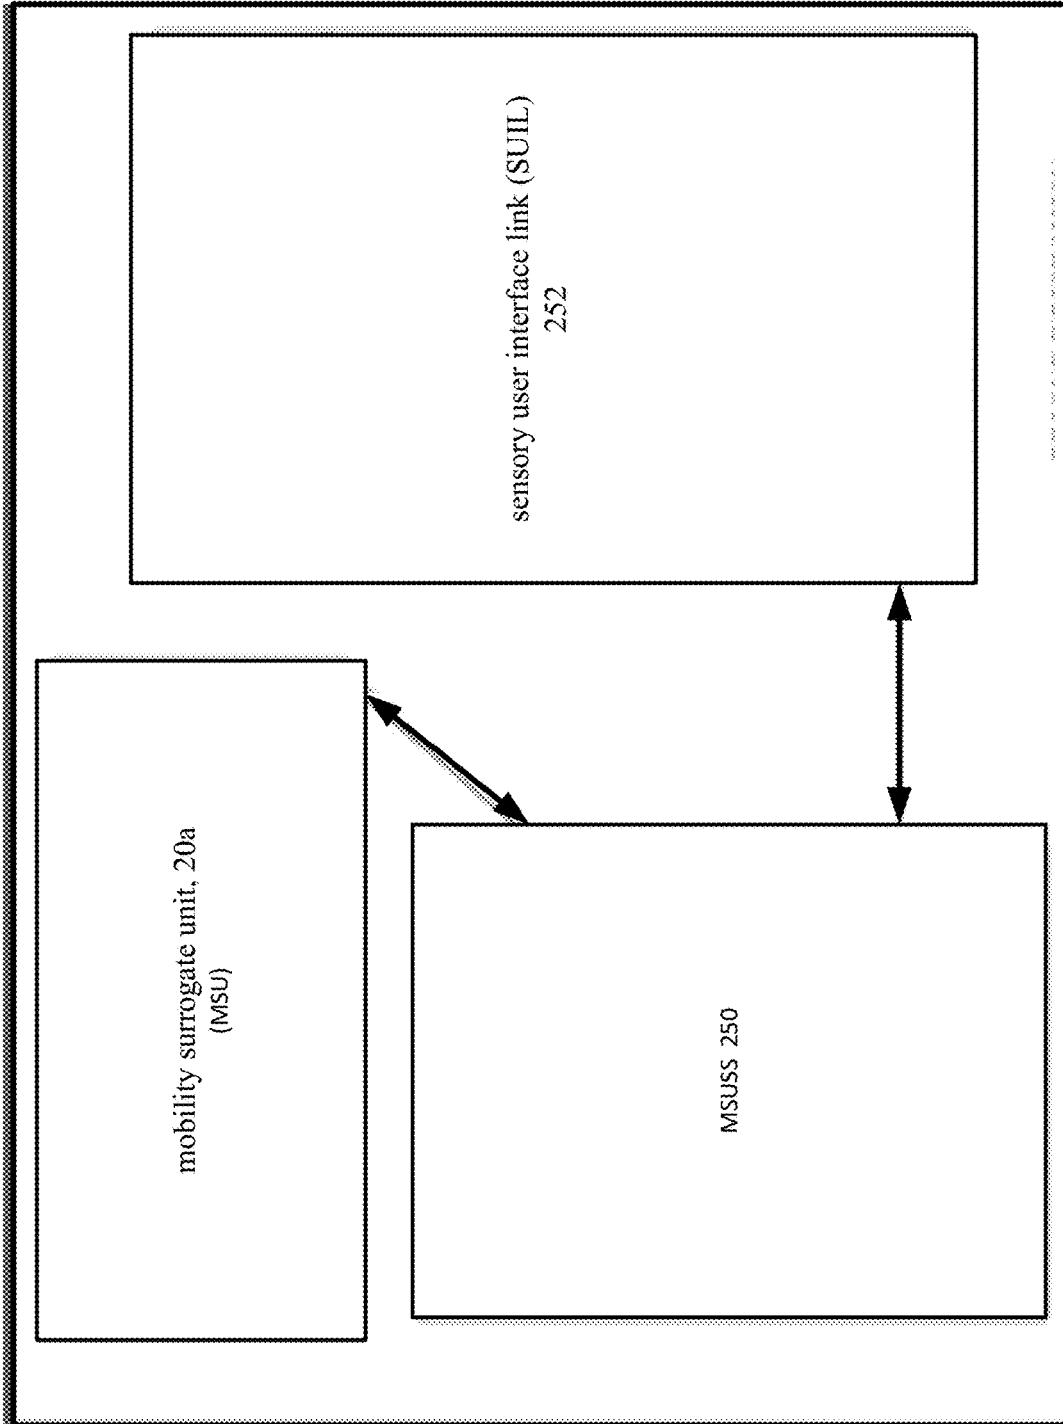 mobility surrogate unit, 20a
(MSU)
MSUSS 250
sensory user interface link (SUIL)
252